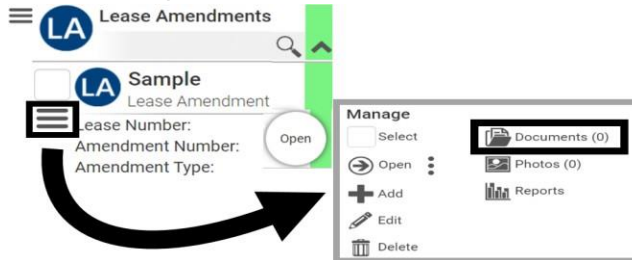 LA Lease Amendments
LA Sample
Lease Amendment
Lease Number:
Amendment Number:
Amendment Type:
Open
Manage
Select
Documents (0)
Open
Photos (0)
Add
Reports
Edit
Delete